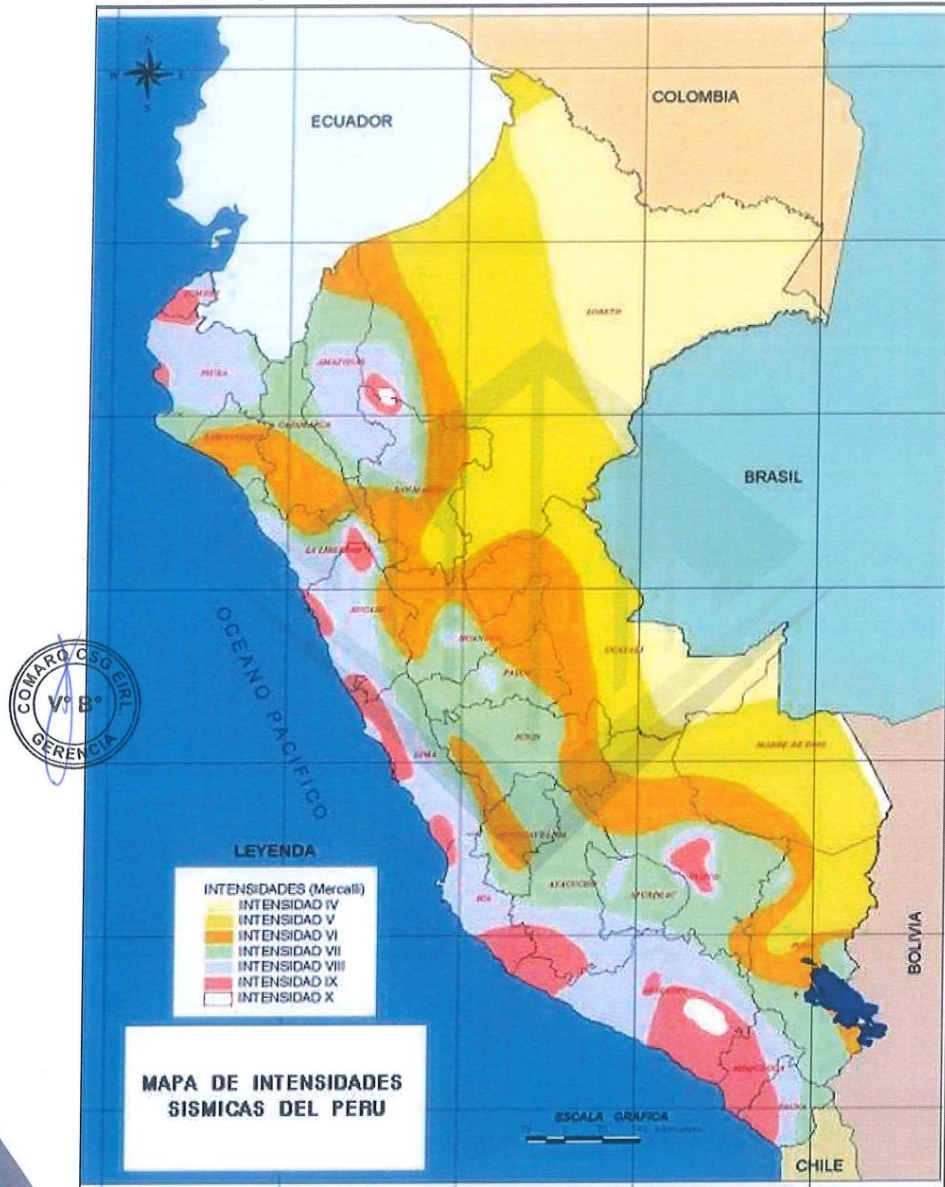 N
W E
S
ECUADOR
COLOMBIA
TUMBES
LORETO
PIURA
AMAZONAS
CAJAMARCA
LAMBAYEQUE
BRASIL
SAN MARTIN
LA LIBERTAD
ANCASH
HUANUCO
UCAYALI
PASCO
OCEANO PACIFICO
COMARO CSG EIRL.
V° B°
GERENCIA
JUNIN
MADRE DE DIOS
LIMA
HUANCAVELICA
CUSCO
AYACUCHO
APURIMAC
ICA
PUNO
BOLIVIA
AREQUIPA
MOQUEGUA
TACNA
CHILE
LEYENDA
INTENSIDADES (Mercalli)
INTENSIDAD IV
INTENSIDAD V
INTENSIDAD VI
INTENSIDAD VII
INTENSIDAD VIII
INTENSIDAD IX
INTENSIDAD X
MAPA DE INTENSIDADES
SISMICAS DEL PERU
ESCALA GRAFICA